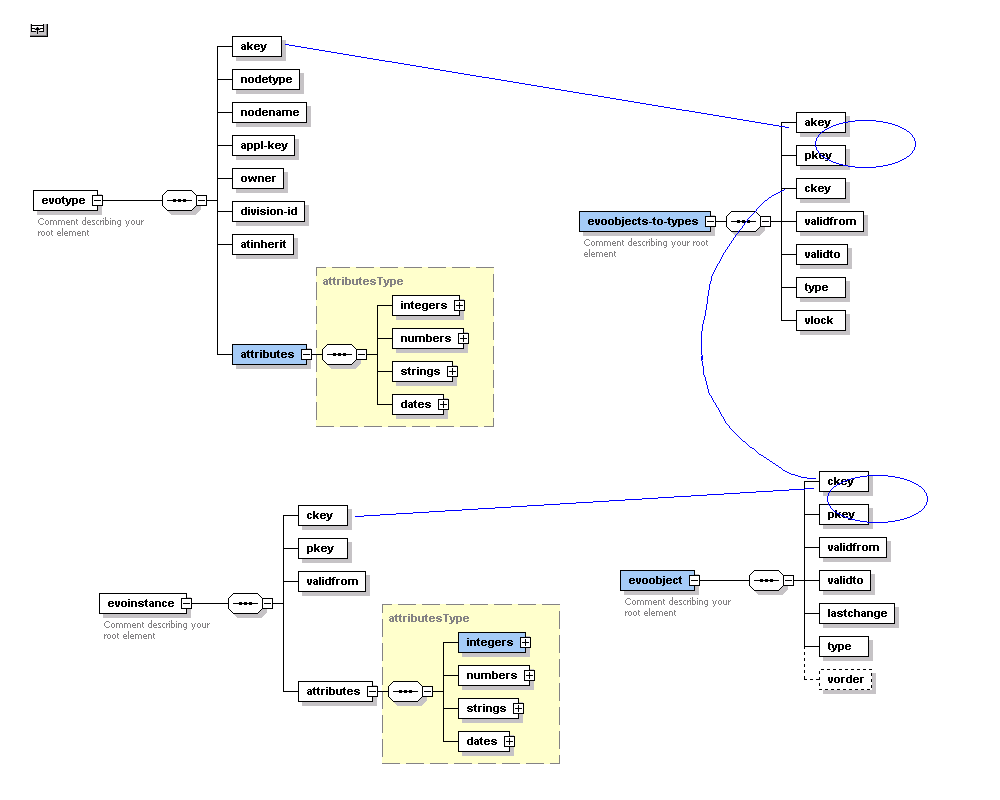 akey
nodetype
nodename
appl-key
owner
division-id
atinherit
evotype
Comment describing your
root element
attributes
attributesType
integers
numbers
strings
dates
akey
pkey
ckey
validfrom
validto
type
vlock
evoobjects-to-types
Comment describing your root
element
ckey
pkey
validfrom
evoinstance
Comment describing your
root element
attributes
attributesType
integers
numbers
strings
dates
ckey
pkey
validfrom
validto
lastchange
type
vorder
evoobject
Comment describing your
root element